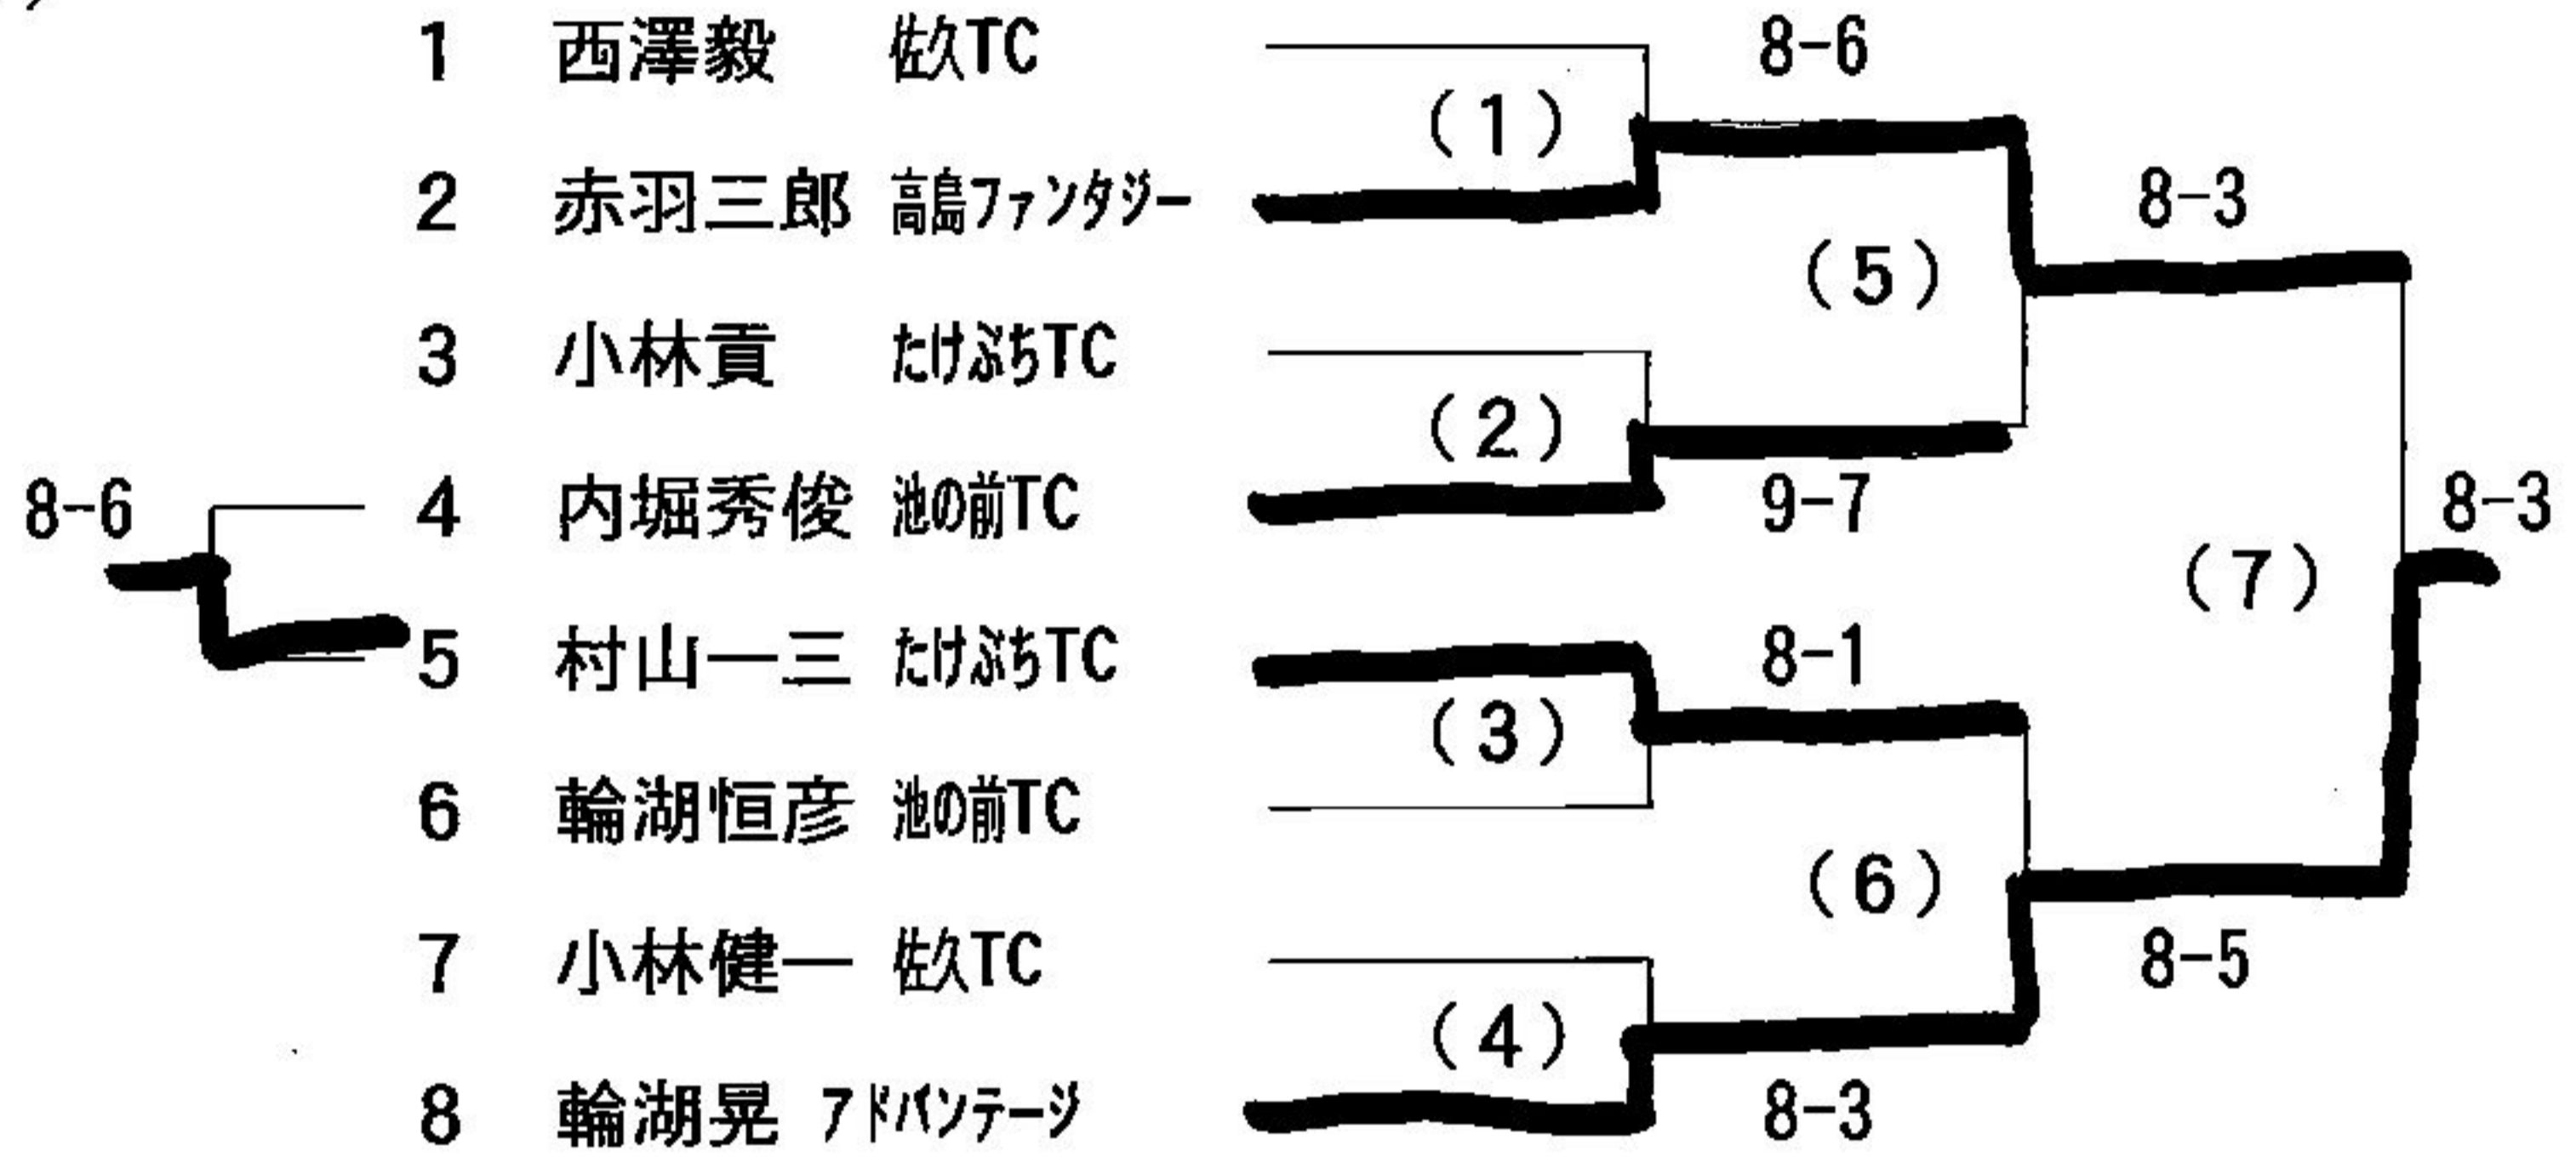 1 西澤毅 佐久TC 8-6
(1)
2 赤羽三郎 高島ファンタジー 8-3
(5)
3 小林貢 たけぶちTC
(2)
8-6 4 内堀秀俊 池の前TC 9-7 8-3
(7)
5 村山一三 たけぶちTC 8-1
(3)
6 輪湖恒彦 池の前TC
(6)
7 小林健一 佐久TC 8-5
(4)
8 輪湖晃 アドバンテージ 8-3